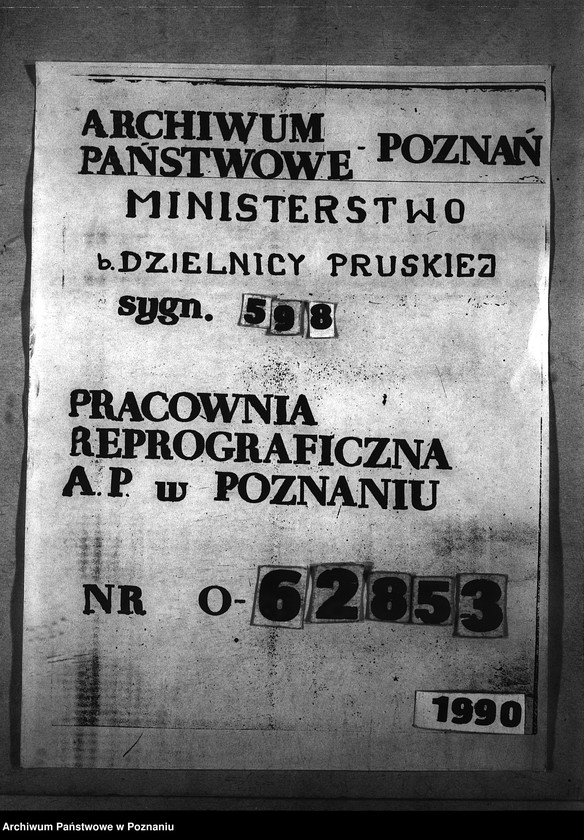 ARCHIWUM
PAŃSTWOWE - POZNAŃ
MINISTERSTWO
b. DZIELNICY PRUSKIEJ
sygn. 598
PRACOWNIA
REPROGRAFICZNA
A.P. w POZNANIU
NR O-62853
1990
Archiwum Państwowe w Poznaniu